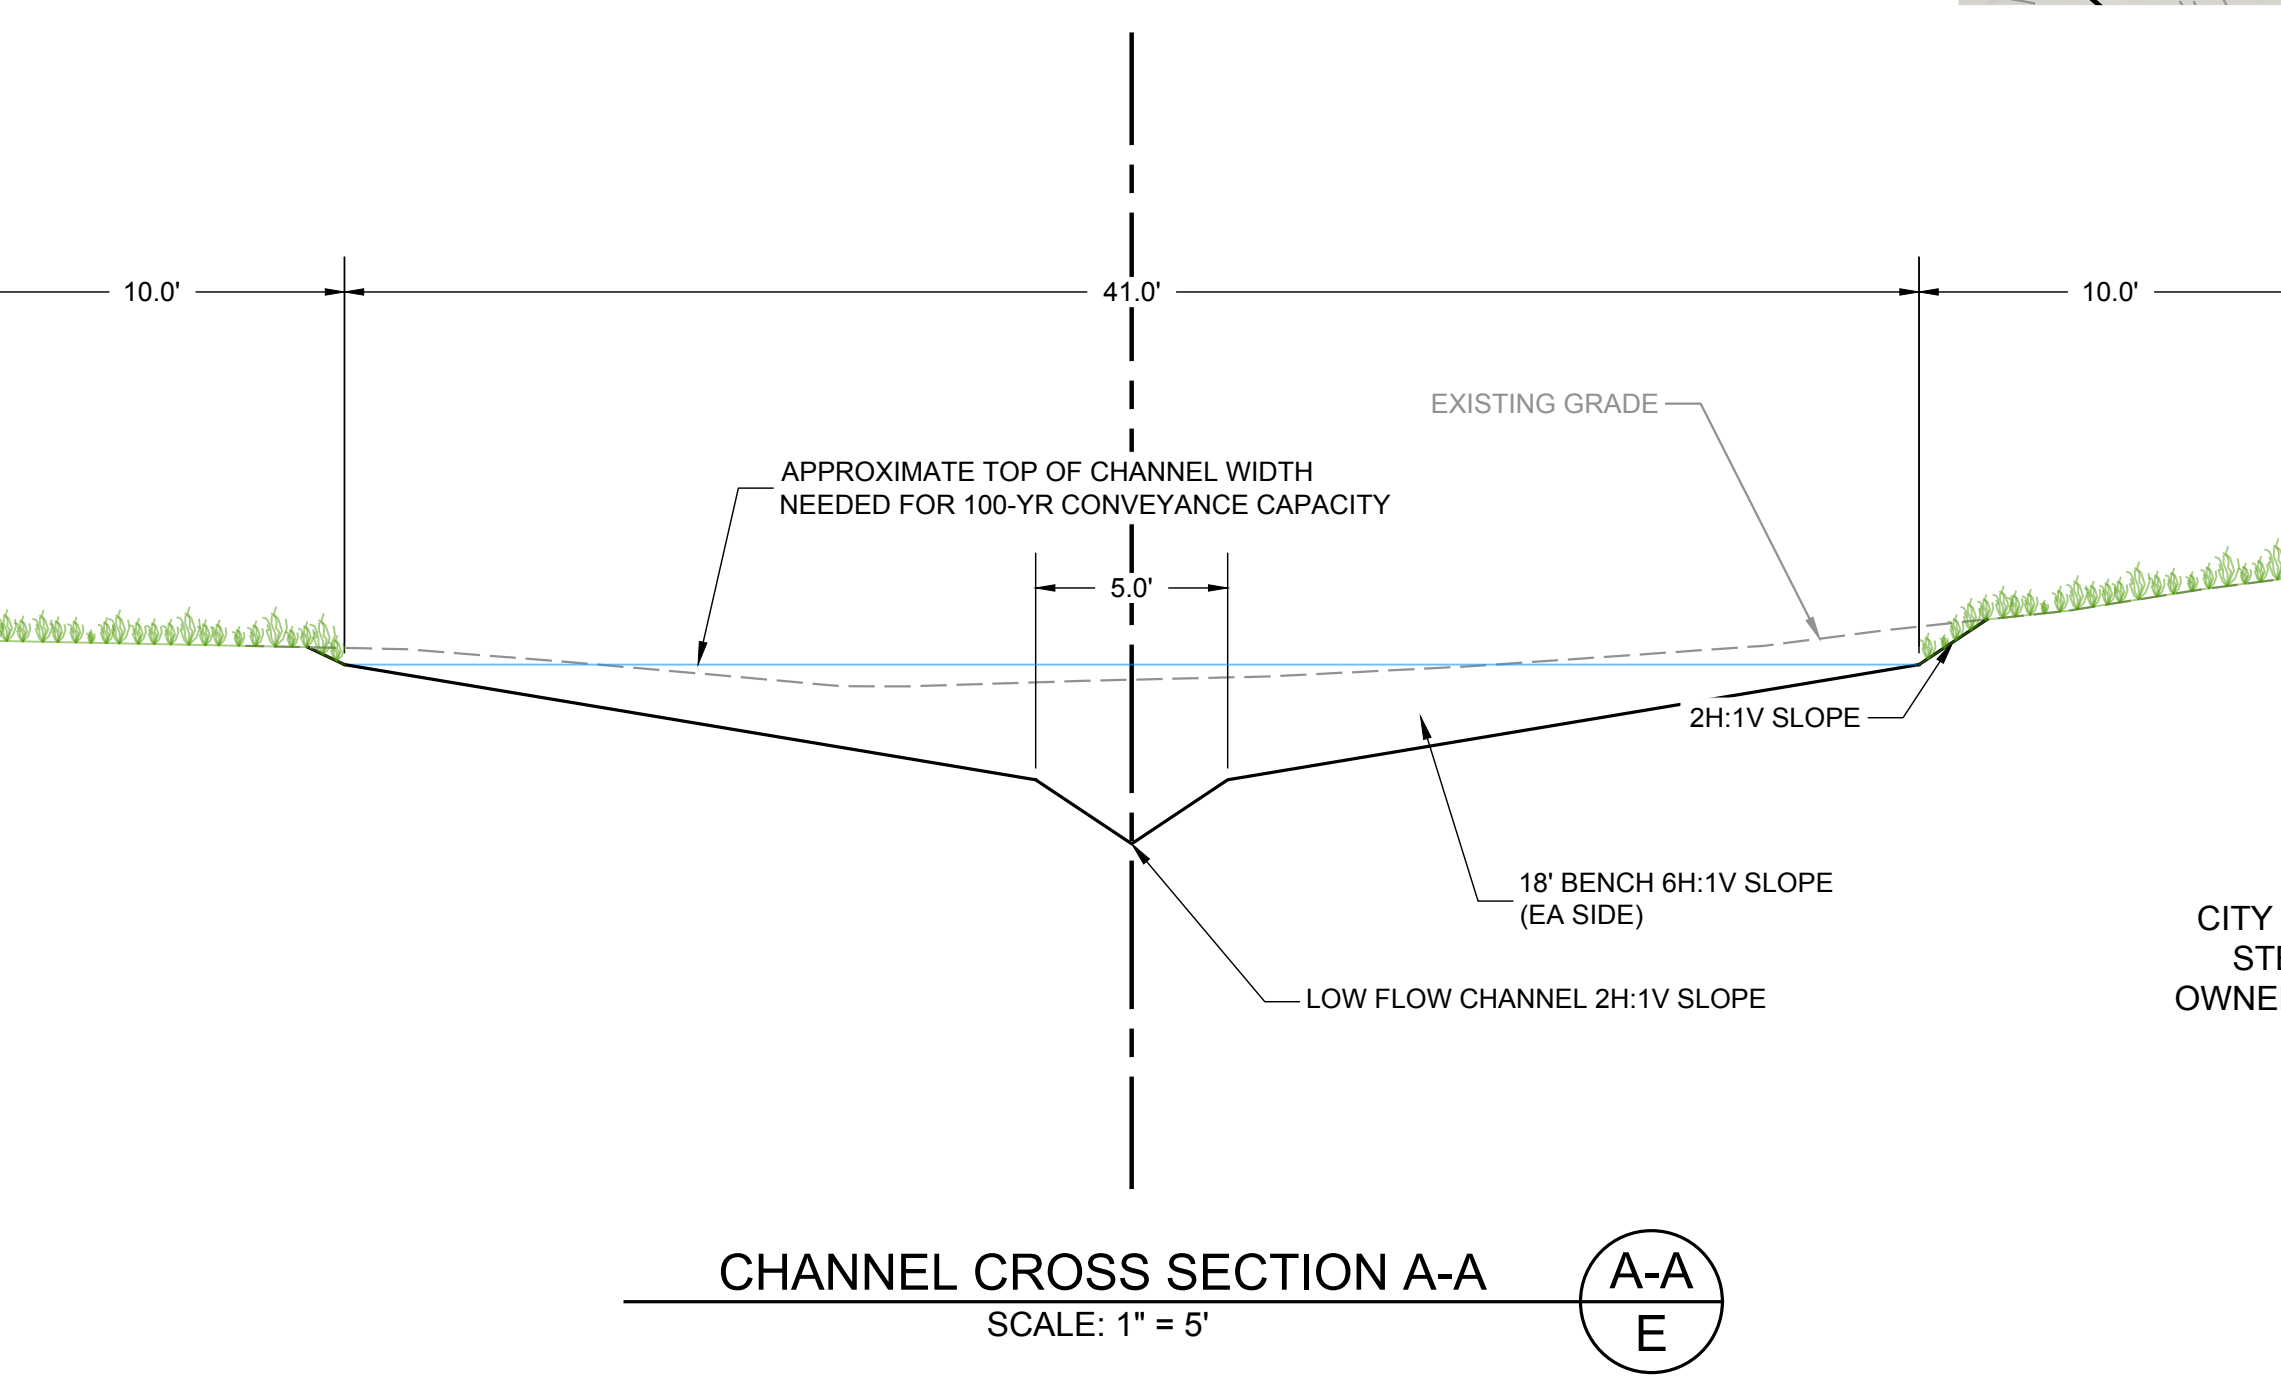 10.0'
41.0'
10.0'
EXISTING GRADE
APPROXIMATE TOP OF CHANNEL WIDTH
NEEDED FOR 100-YR CONVEYANCE CAPACITY
5.0'
2H:1V SLOPE
18' BENCH 6H:1V SLOPE
(EA SIDE)
CITY
LOW FLOW CHANNEL 2H:1V SLOPE
CHANNEL CROSS SECTION A-A
SCALE: 1" = 5'
A-A
E